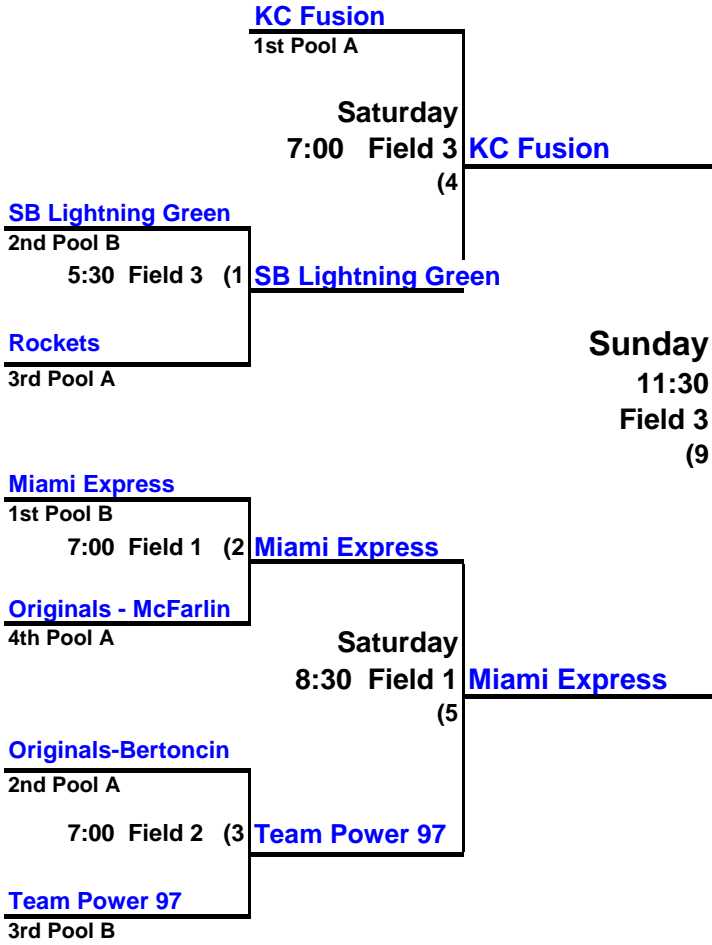 KC Fusion
1st Pool A
Saturday
7:00 Field 3 KC Fusion
(4
SB Lightning Green
2nd Pool B
5:30 Field 3 (1 SB Lightning Green
Rockets
3rd Pool A
Sunday
11:30
Field 3
(9
Miami Express
1st Pool B
7:00 Field 1 (2 Miami Express
Originals - McFarlin
4th Pool A
Saturday
8:30 Field 1 Miami Express
(5
Originals-Bertoncin
2nd Pool A
7:00 Field 2 (3 Team Power 97
Team Power 97
3rd Pool B